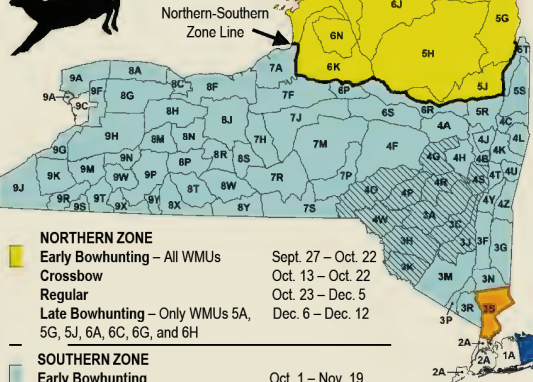 Northern-Southern
Zone Line
6J
5G
6N
5H
6K
5J
6T
7A
9A
8A
8C
8F
7F
6P
5S
9A
9F
8G
9C
8H
8J
7J
6S
6R
5R
4A
4C
4L
9H
8M
8N
7H
7M
4F
4J
4K
9G
9N
8P
8R
8S
4G
4H
4B
9K
9M
9W
9P
7R
7P
4O
4R
4S
4T
4U
9J
8T
8W
4P
9R
9S
9T
9X
9Y
8X
8Y
7S
4W
3A
3C
4Y
4Z
3H
3J
3F
3G
3K
3M
3N
3P
3R
3S
2A
2A
1A
2A
NORTHERN ZONE
Early Bowhunting – All WMUs Sept. 27 – Oct. 22
Crossbow Oct. 13 – Oct. 22
Regular Oct. 23 – Dec. 5
Late Bowhunting – Only WMUs 5A, Dec. 6 – Dec. 12
5G, 5J, 6A, 6C, 6G, and 6H
SOUTHERN ZONE
Early Bowhunting Oct. 1 – Nov. 19